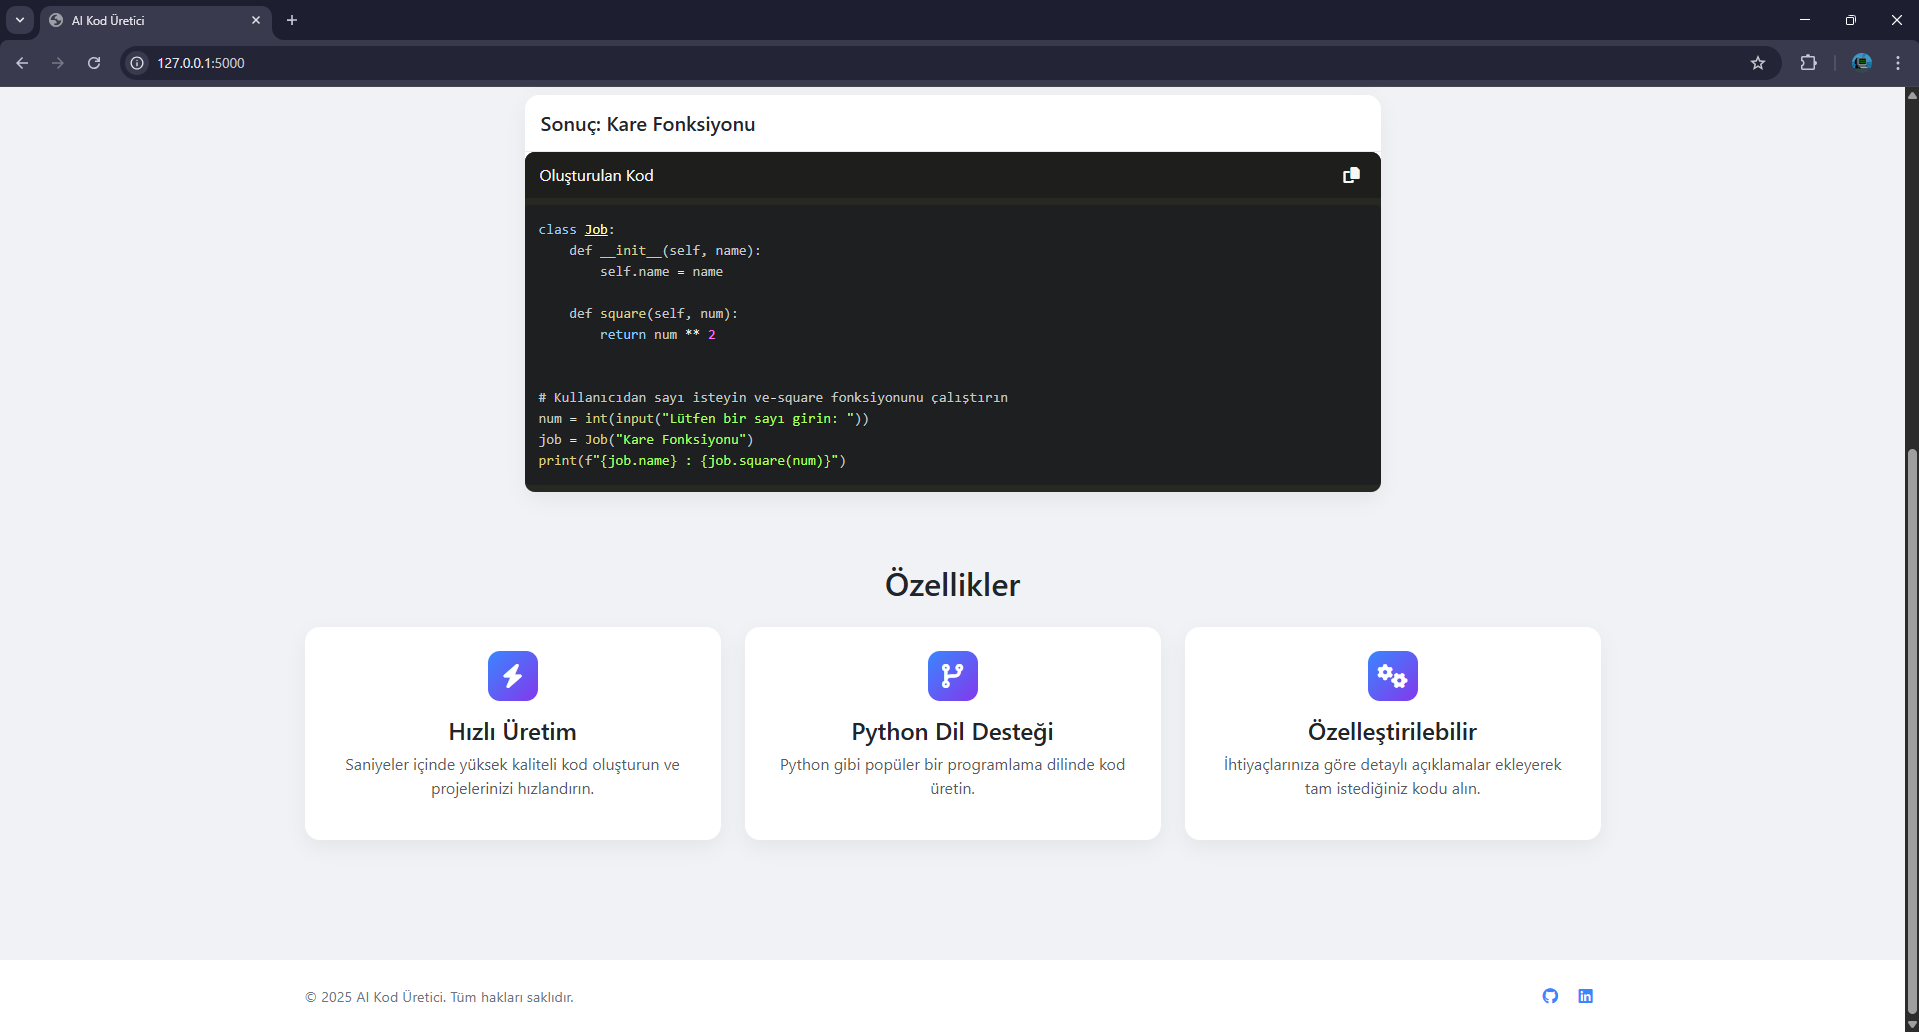 AI Kod Üretici
127.0.0.1:5000
Sonuç: Kare Fonksiyonu
Oluşturulan Kod
class Job:
    def __init__(self, name):
        self.name = name
    def square(self, num):
        return num ** 2
# Kullanıcıdan sayı isteyin ve-square fonksiyonunu çalıştırın
num = int(input("Lütfen bir sayı girin: "))
job = Job("Kare Fonksiyonu")
print(f"{job.name} : {job.square(num)}")
Özellikler
Hızlı Üretim
Saniyeler içinde yüksek kaliteli kod oluşturun ve
projelerinizi hızlandırın.
Python Dil Desteği
Python gibi popüler bir programlama dilinde kod
üretin.
Özelleştirilebilir
İhtiyaçlarınıza göre detaylı açıklamalar ekleyerek
tam istediğiniz kodu alın.
© 2025 AI Kod Üretici. Tüm hakları saklıdır.